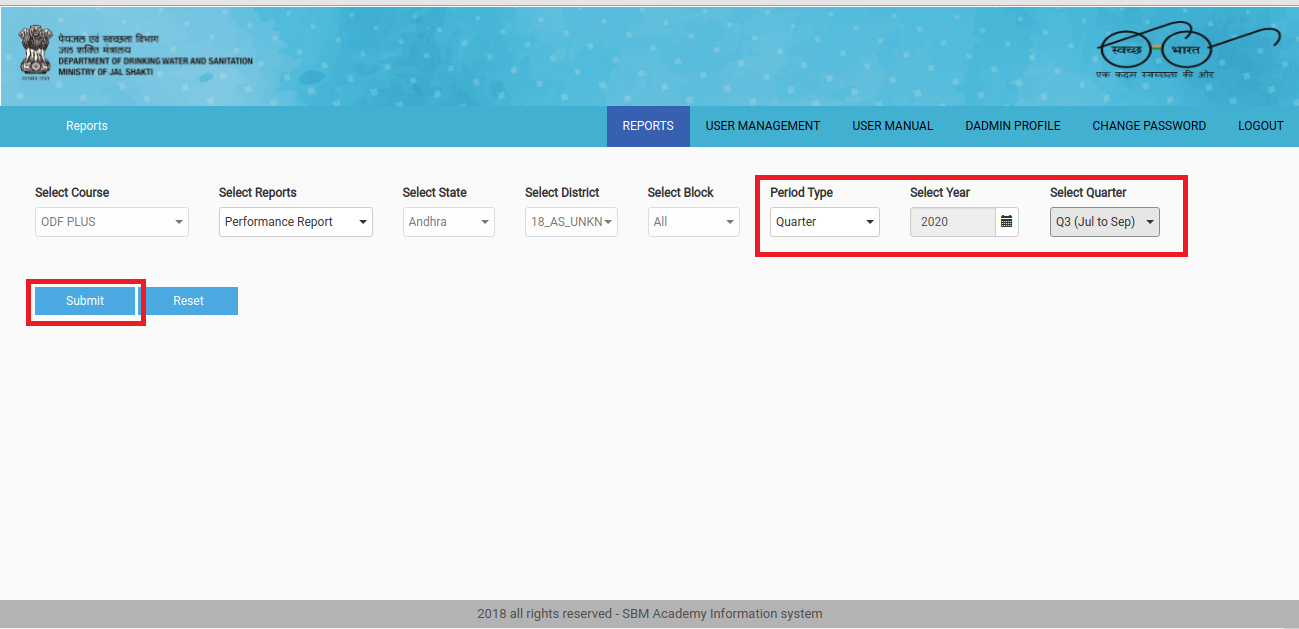 पेयजल एवं स्वच्छता विभाग
जल शक्ति मंत्रालय
DEPARTMENT OF DRINKING WATER AND SANITATION
MINISTRY OF JAL SHAKTI
स्वच्छ भारत
एक कदम स्वच्छता की ओर
Reports REPORTS USER MANAGEMENT USER MANUAL DADMIN PROFILE CHANGE PASSWORD LOGOUT
Select Course Select Reports Select State Select District Select Block Period Type Select Year Select Quarter
ODF PLUS Performance Report Andhra 18_AS_UNKN All Quarter 2020 Q3 (Jul to Sep)
Submit Reset
2018 all rights reserved - SBM Academy Information system